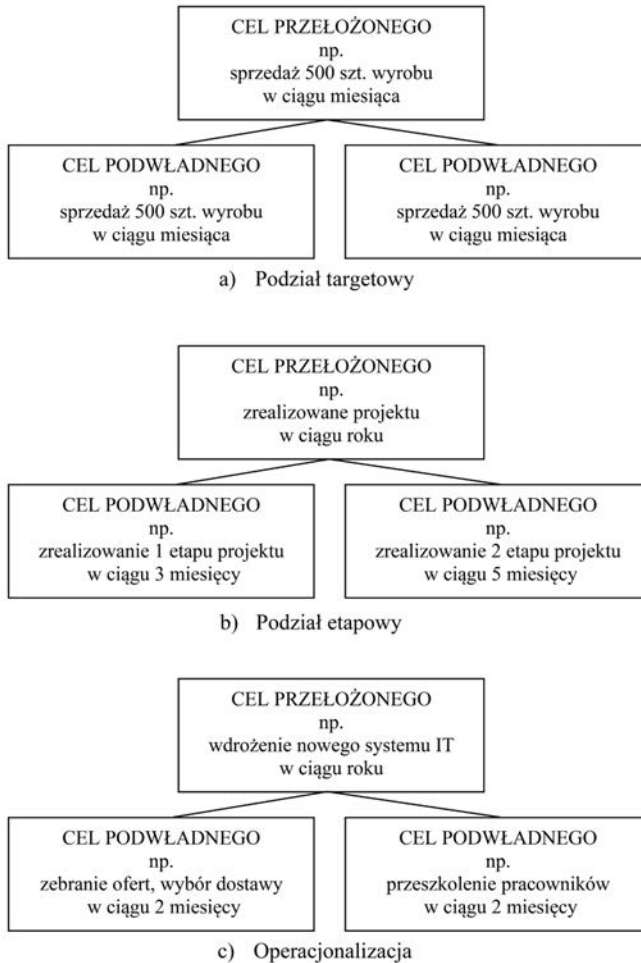 CEL PRZEŁOŻONEGO
np.
sprzedaż 500 szt. wyrobu
w ciągu miesiąca
CEL PODWŁADNEGO
np.
sprzedaż 500 szt. wyrobu
w ciągu miesiąca
CEL PODWŁADNEGO
np.
sprzedaż 500 szt. wyrobu
w ciągu miesiąca
a) Podział targetowy
CEL PRZEŁOŻONEGO
np.
zrealizowane projektu
w ciągu roku
CEL PODWŁADNEGO
np.
zrealizowanie 1 etapu projektu
w ciągu 3 miesięcy
CEL PODWŁADNEGO
np.
zrealizowanie 2 etapu projektu
w ciągu 5 miesięcy
b) Podział etapowy
CEL PRZEŁOŻONEGO
np.
wdrożenie nowego systemu IT
w ciągu roku
CEL PODWŁADNEGO
np.
zebranie ofert, wybór dostawy
w ciągu 2 miesięcy
CEL PODWŁADNEGO
np.
przeszkolenie pracowników
w ciągu 2 miesięcy
c) Operacjonalizacja